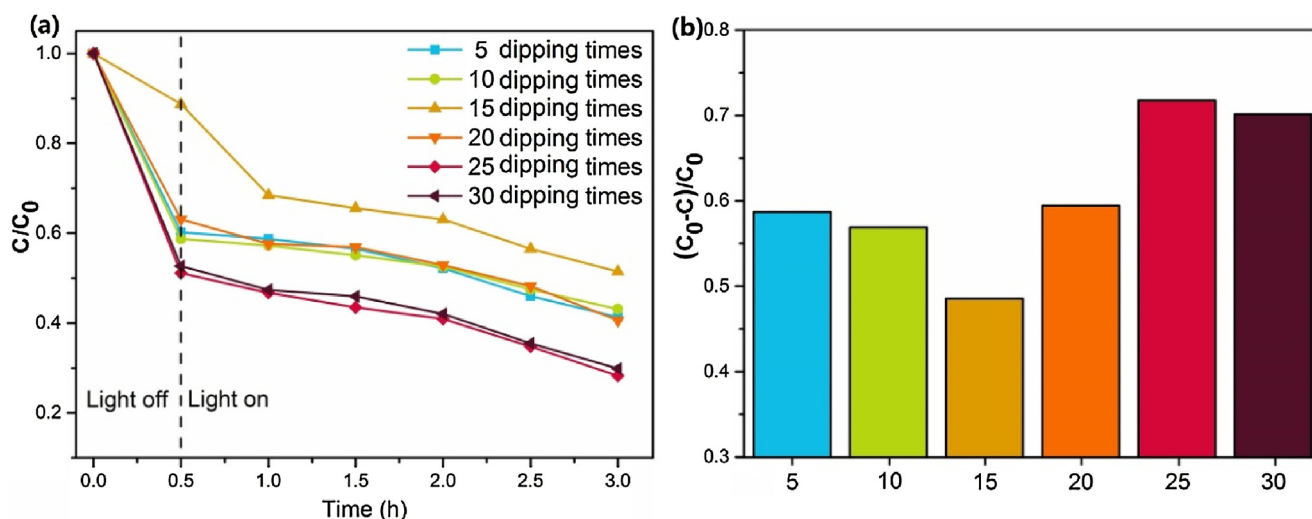 (a)
C/C0
1.0
0.8
0.6
0.4
0.2
5 dipping times
10 dipping times
15 dipping times
20 dipping times
25 dipping times
30 dipping times
Light off
Light on
0.0 0.5 1.0 1.5 2.0 2.5 3.0
Time (h)
(b)
(C0-C)/C0
0.8
0.7
0.6
0.5
0.4
0.3
5 10 15 20 25 30